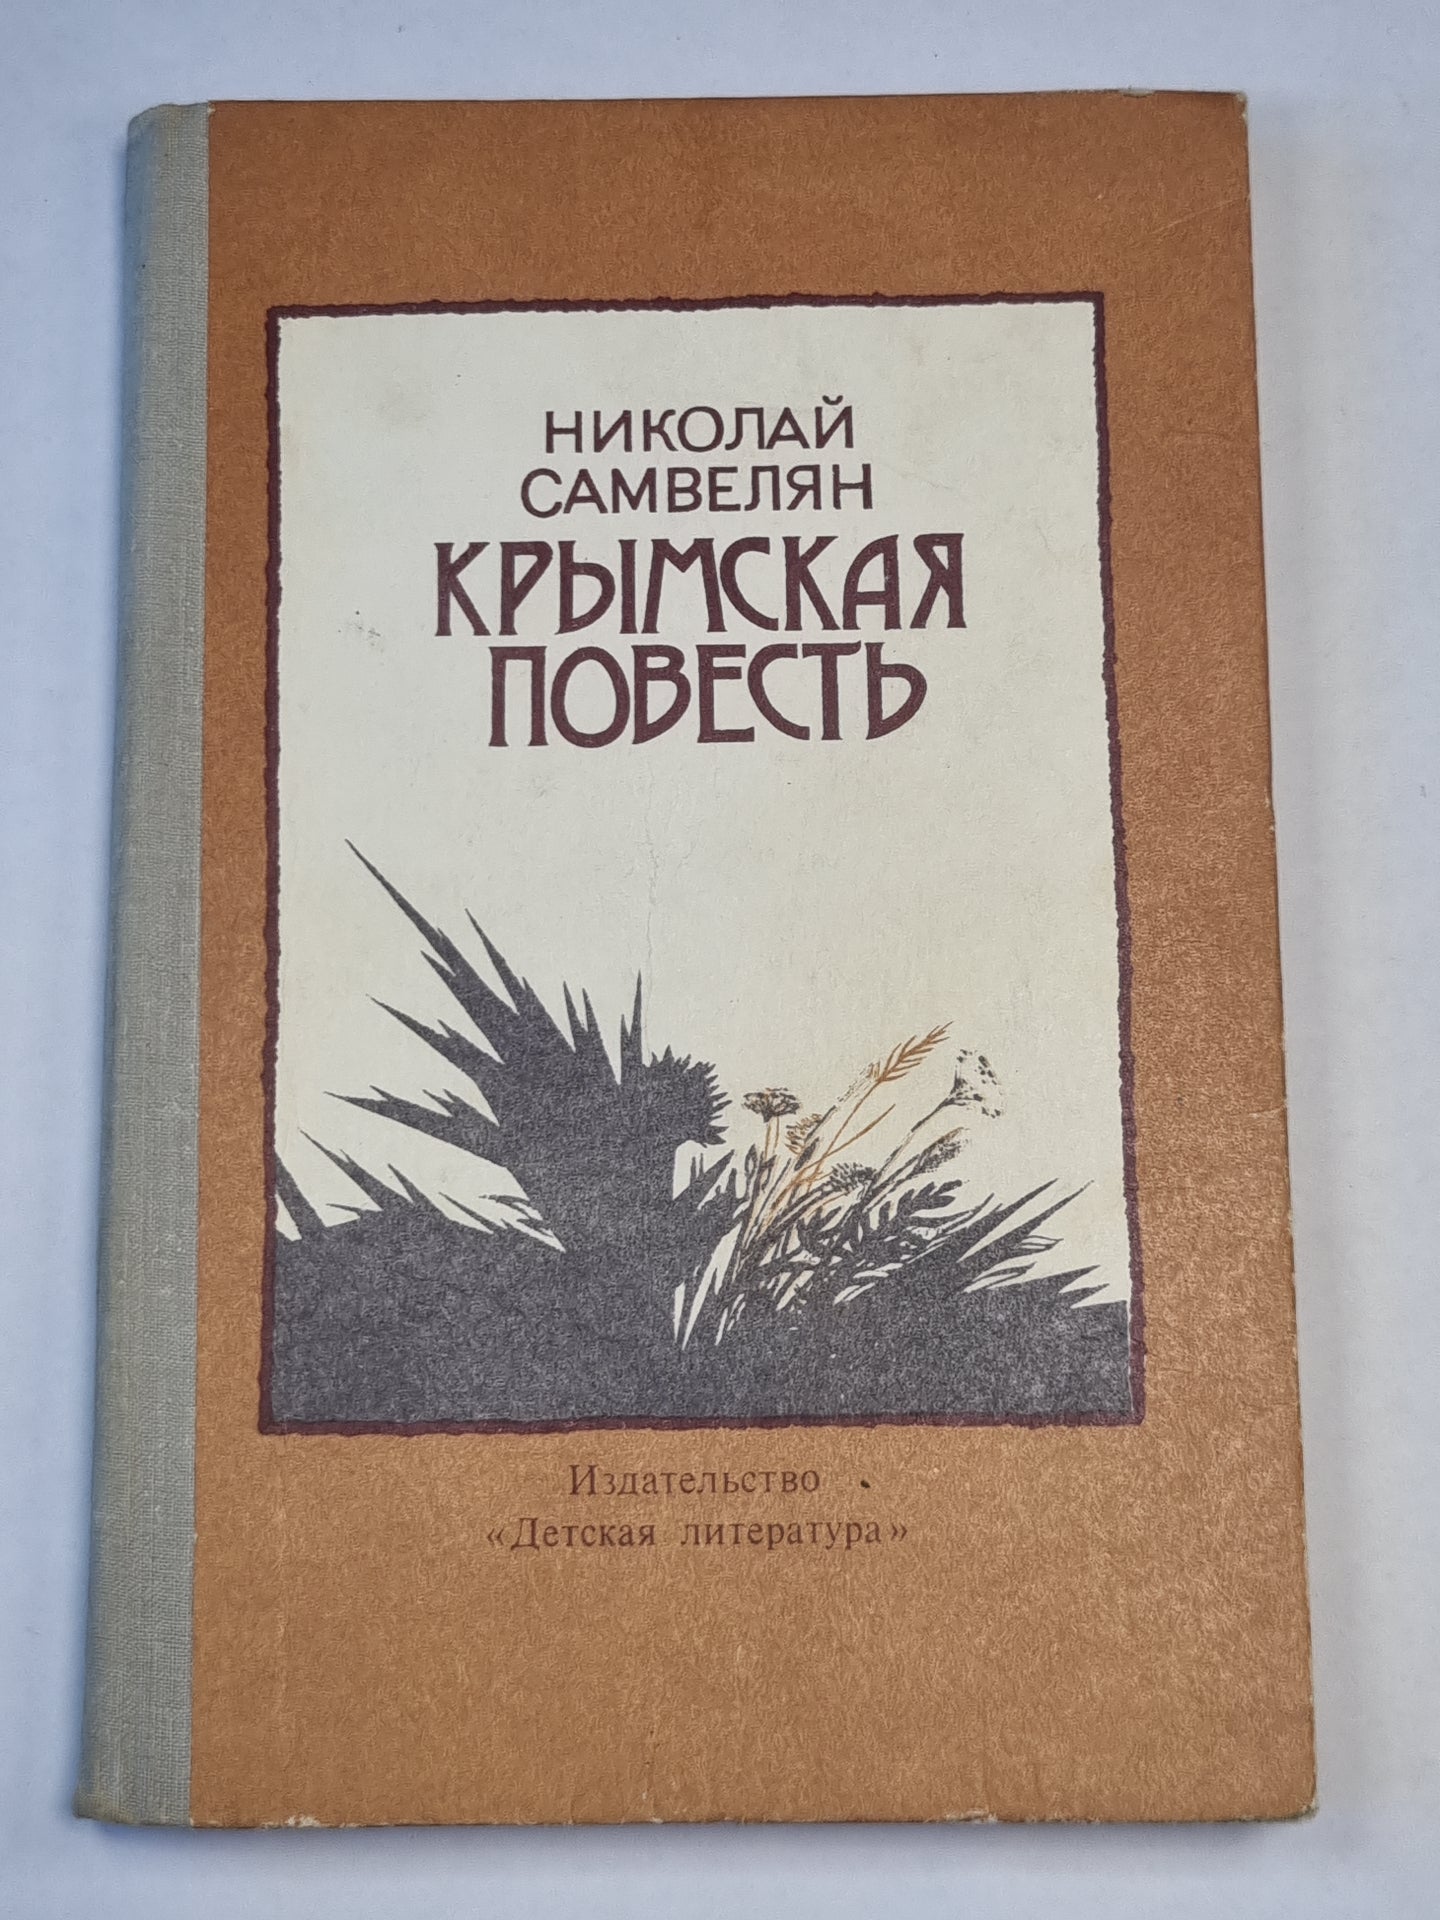 НИКОЛАЙ
САМВЕЛЯН
КРЫМСКАЯ
ПОВЕСТЬ
Издательство
«Детская литература»